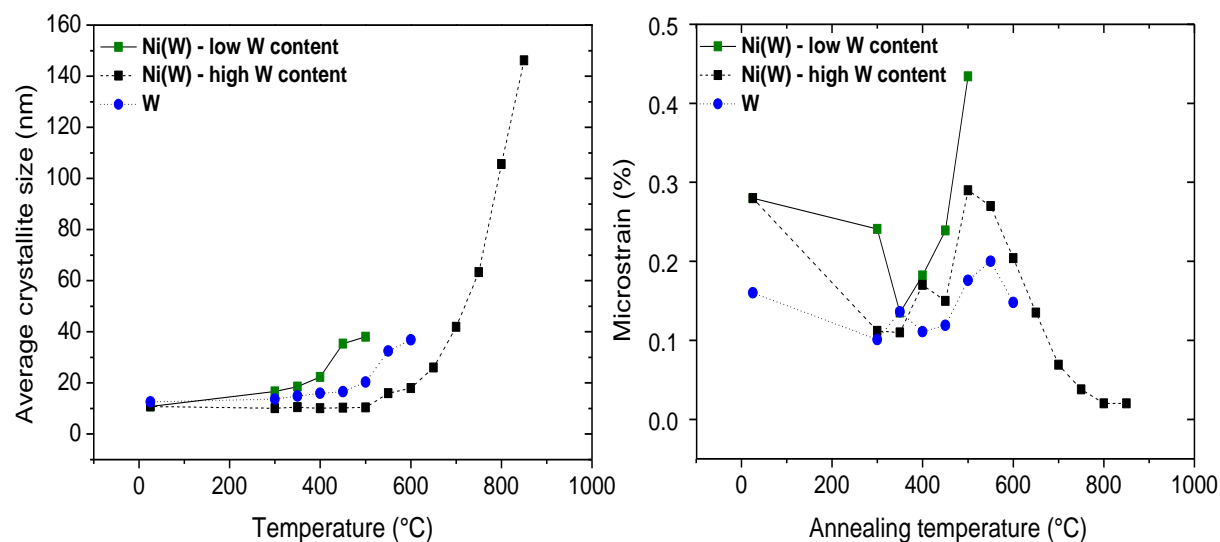 Ni(W) - low W content
Ni(W) - high W content
W
160
140
120
100
80
60
40
20
0
0 200 400 600 800 1000
Average crystallite size (nm)
Temperature (°C)
Ni(W) - low W content
Ni(W) - high W content
W
0.5
0.4
0.3
0.2
0.1
0.0
0 200 400 600 800 1000
Microstrain (%)
Annealing temperature (°C)